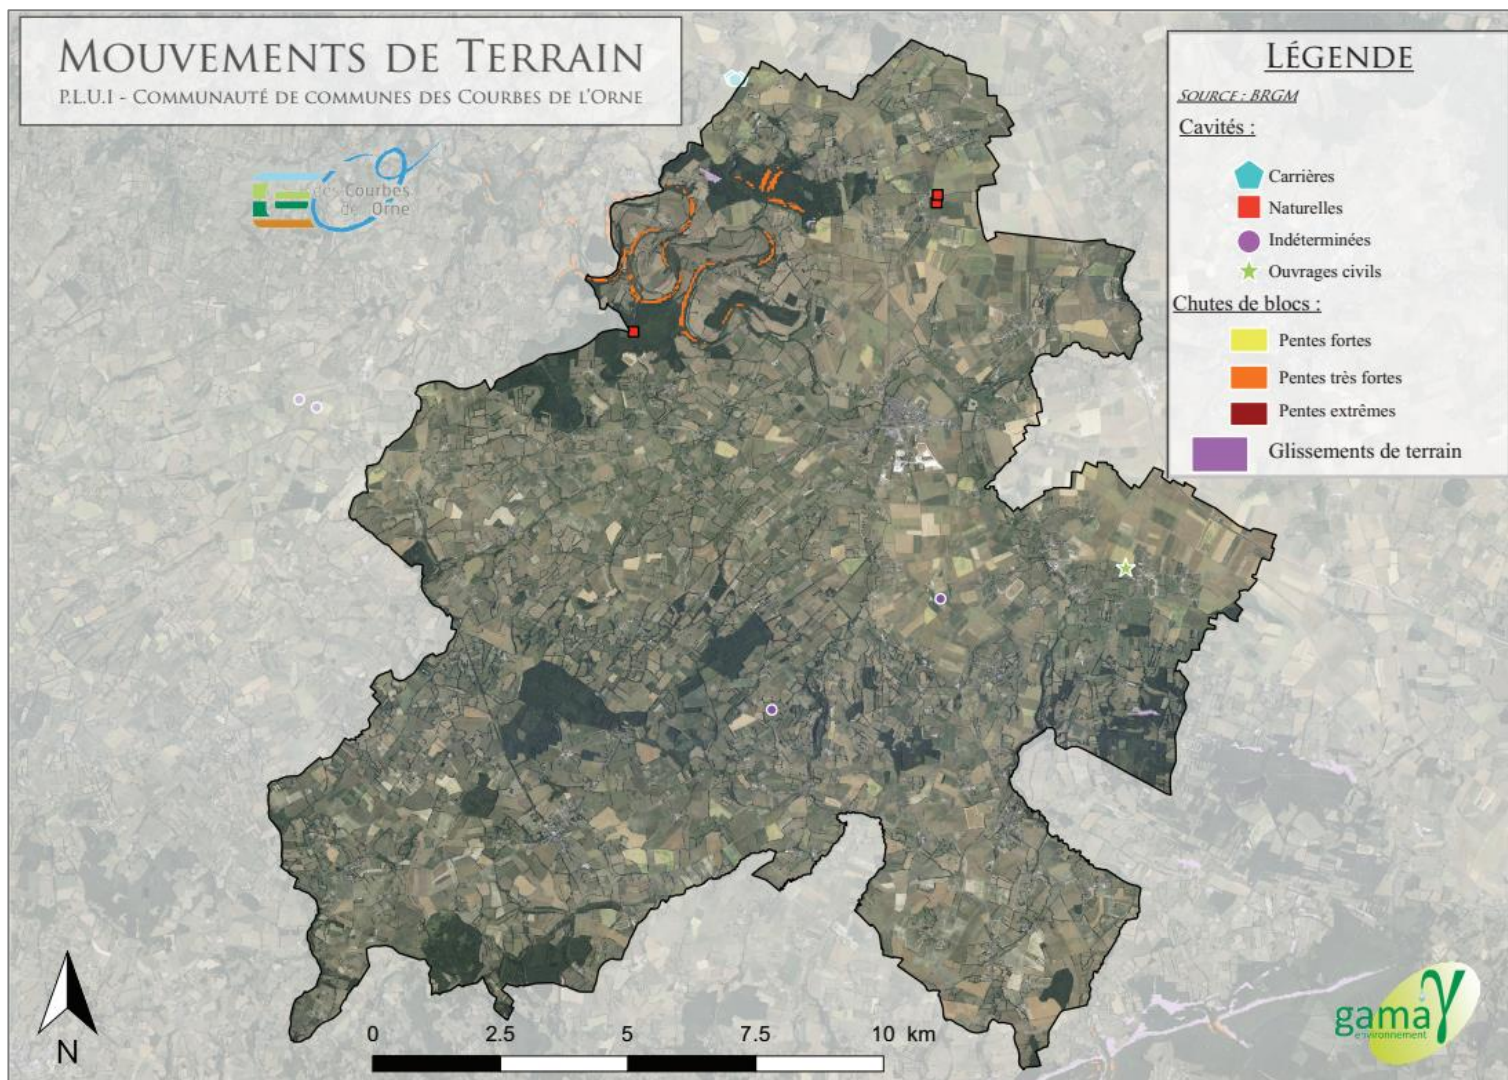 MOUVEMENTS DE TERRAIN
P.L.U.I - COMMUNAUTÉ DE COMMUNES DES COURBES DE L'ORNE
des Courbes
de l'Orne
LÉGENDE
SOURCE : BRGM
Cavités :
Carrières
Naturelles
Indéterminées
Ouvrages civils
Chutes de blocs :
Pentes fortes
Pentes très fortes
Pentes extrêmes
Glissements de terrain
N
0 2.5 5 7.5 10 km
gama γ
environnement